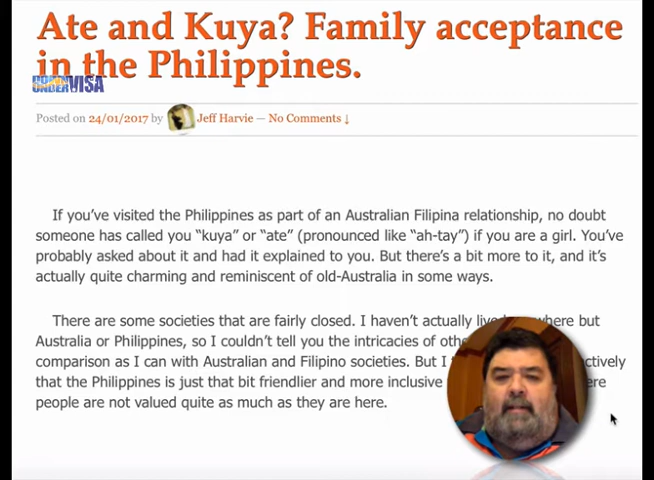 Ate and Kuya? Family acceptance
in the Philippines.
DOWN UNDER VISA
Posted on 24/01/2017 by Jeff Harvie — No Comments ↓
If you've visited the Philippines as part of an Australian Filipina relationship, no doubt
someone has called you “kuya” or “ate” (pronounced like “ah-tay”) if you are a girl. You've
probably asked about it and had it explained to you. But there's a bit more to it, and it's
actually quite charming and reminiscent of old-Australia in some ways.
There are some societies that are fairly closed. I haven't actually but
Australia or Philippines, so I couldn't tell you the intricacies of
comparison as I can with Australian and Filipino societies. But I
that the Philippines is just that bit friendlier and more inclusive
people are not valued quite as much as they are here.